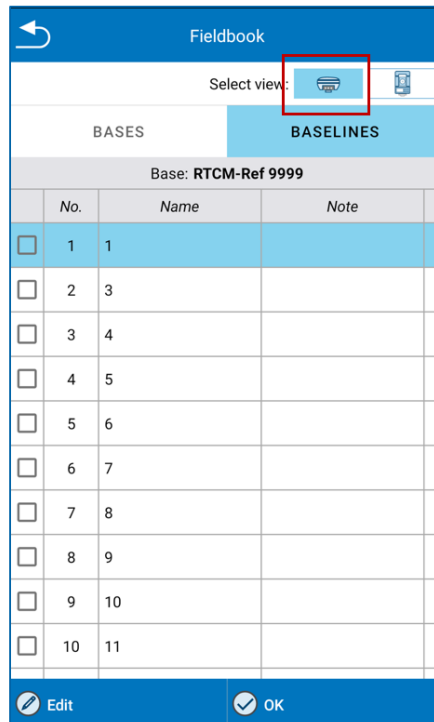 Fieldbook
Select view:
BASES BASELINES
Base: RTCM-Ref 9999
No. Name Note
1 1
2 3
3 4
4 5
5 6
6 7
7 8
8 9
9 10
10 11
Edit OK